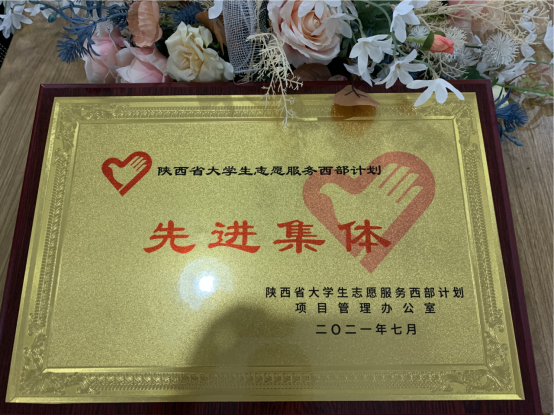 陕西省大学生志愿服务西部计划
先进集体
陕西省大学生志愿服务西部计划
项目管理办公室
二〇二一年七月